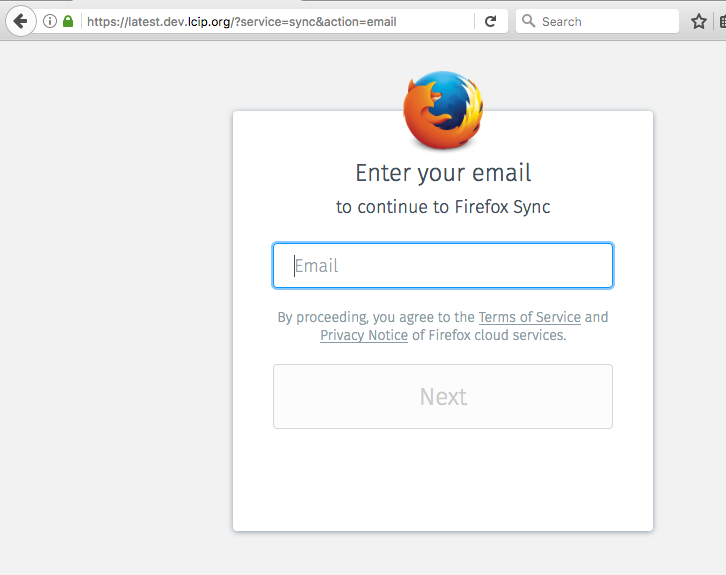 https://latest.dev.lcip.org/?service=sync&action=email
Search
Enter your email
to continue to Firefox Sync
Email
By proceeding, you agree to the Terms of Service and
Privacy Notice of Firefox cloud services.
Next